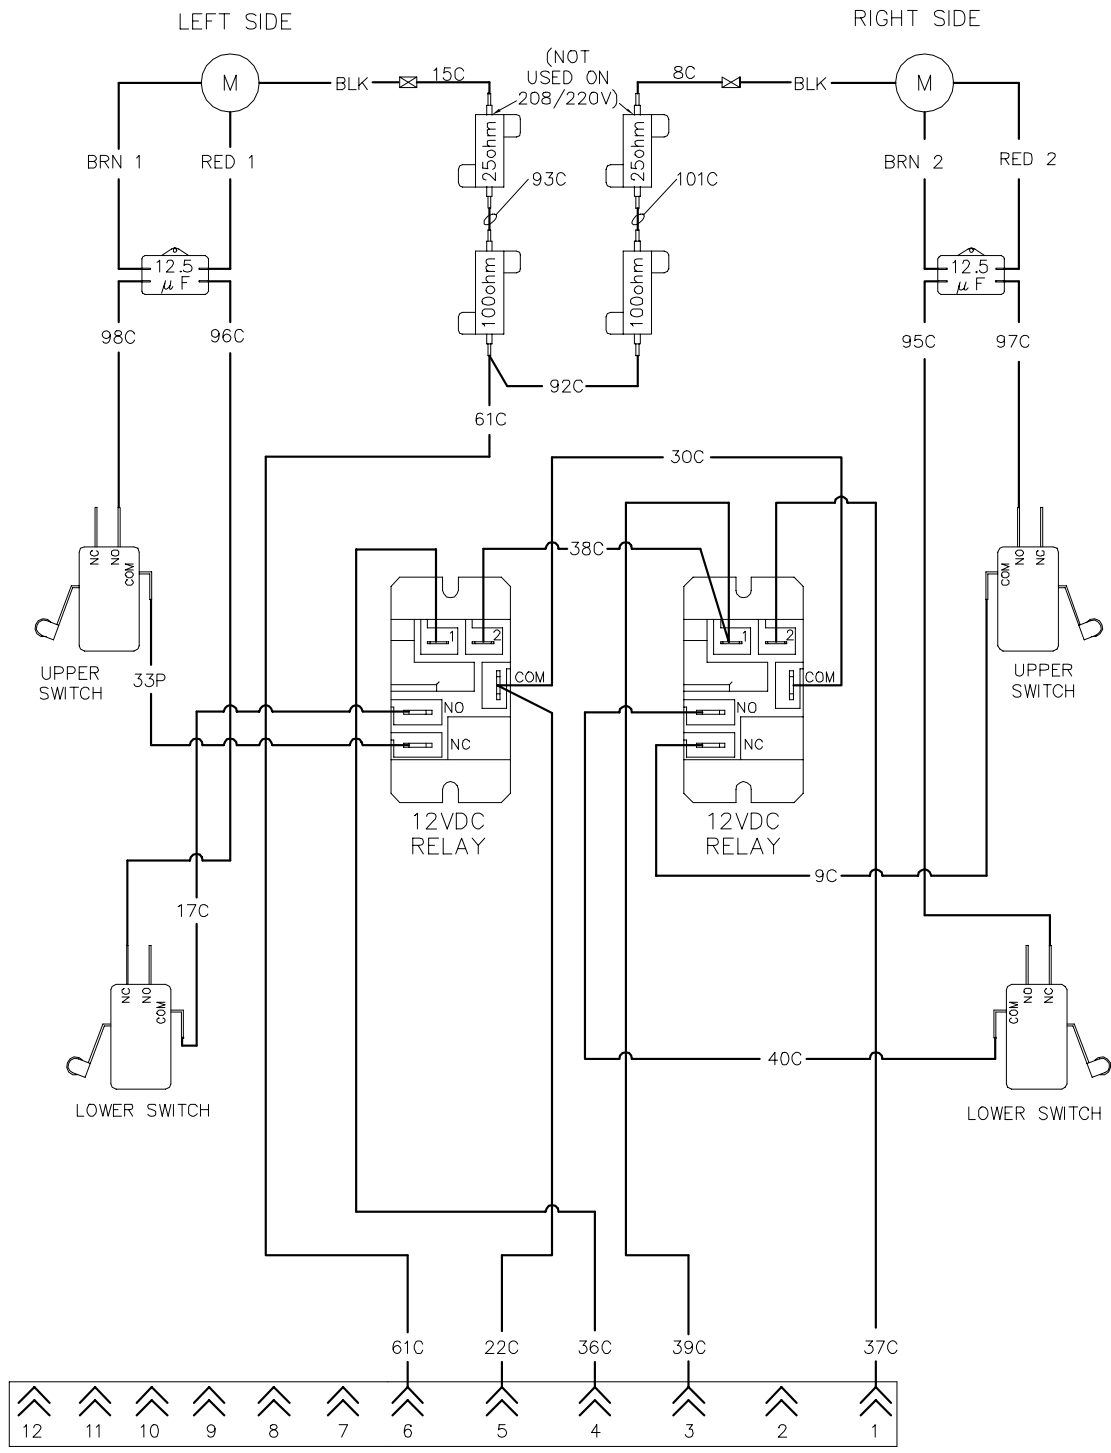 LEFT SIDE
RIGHT SIDE
M
BLK
15C
(NOT
USED ON
208/220V)
8C
BLK
M
BRN 1
RED 1
25ohm
25ohm
BRN 2
RED 2
93C
101C
12.5
µF
100ohm
100ohm
12.5
µF
98C
96C
95C
97C
92C
61C
30C
38C
NC
NO
COM
1
2
COM
NO
NC
1
2
COM
NO
NC
COM
NO
NC
UPPER
SWITCH
33P
UPPER
SWITCH
12VDC
RELAY
12VDC
RELAY
9C
17C
NC
NO
COM
COM
NO
NC
40C
LOWER SWITCH
LOWER SWITCH
61C
22C
36C
39C
37C
12
11
10
9
8
7
6
5
4
3
2
1